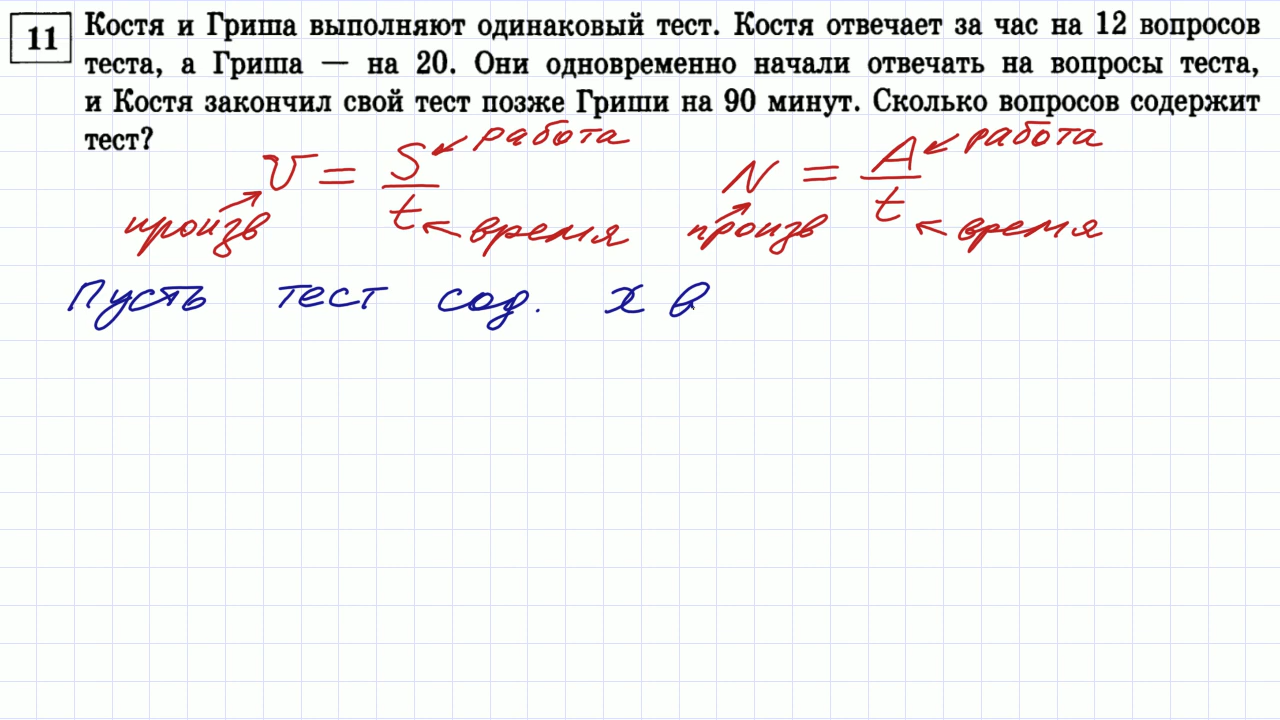 11 Костя и Гриша выполняют одинаковый тест. Костя отвечает за час на 12 вопросов
теста, а Гриша — на 20. Они одновременно начали отвечать на вопросы теста,
и Костя закончил свой тест позже Гриши на 90 минут. Сколько вопросов содержит
тест?
V = S/t ← работа
произв ← время
N = A/t ← работа
произв ← время
Пусть тест сод. x в